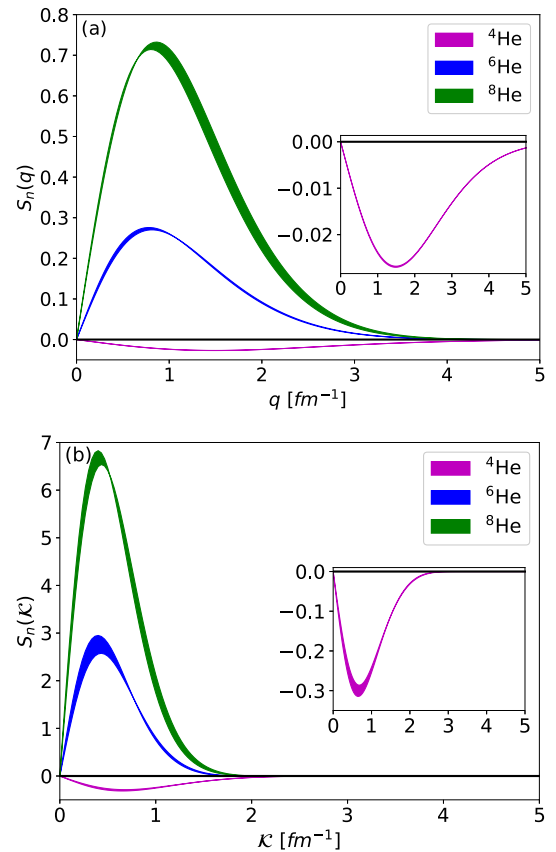 (a)
⁴He
⁶He
⁸He
0.8
0.7
0.6
0.5
0.4
0.3
0.2
0.1
0.0
Sₙ(q)
0.00
−0.01
−0.02
0 1 2 3 4 5
0 1 2 3 4 5
q [fm⁻¹]
(b)
⁴He
⁶He
⁸He
7
6
5
4
3
2
1
0
Sₙ(𝒦)
0.0
−0.1
−0.2
−0.3
0 1 2 3 4 5
0 1 2 3 4 5
𝒦 [fm⁻¹]